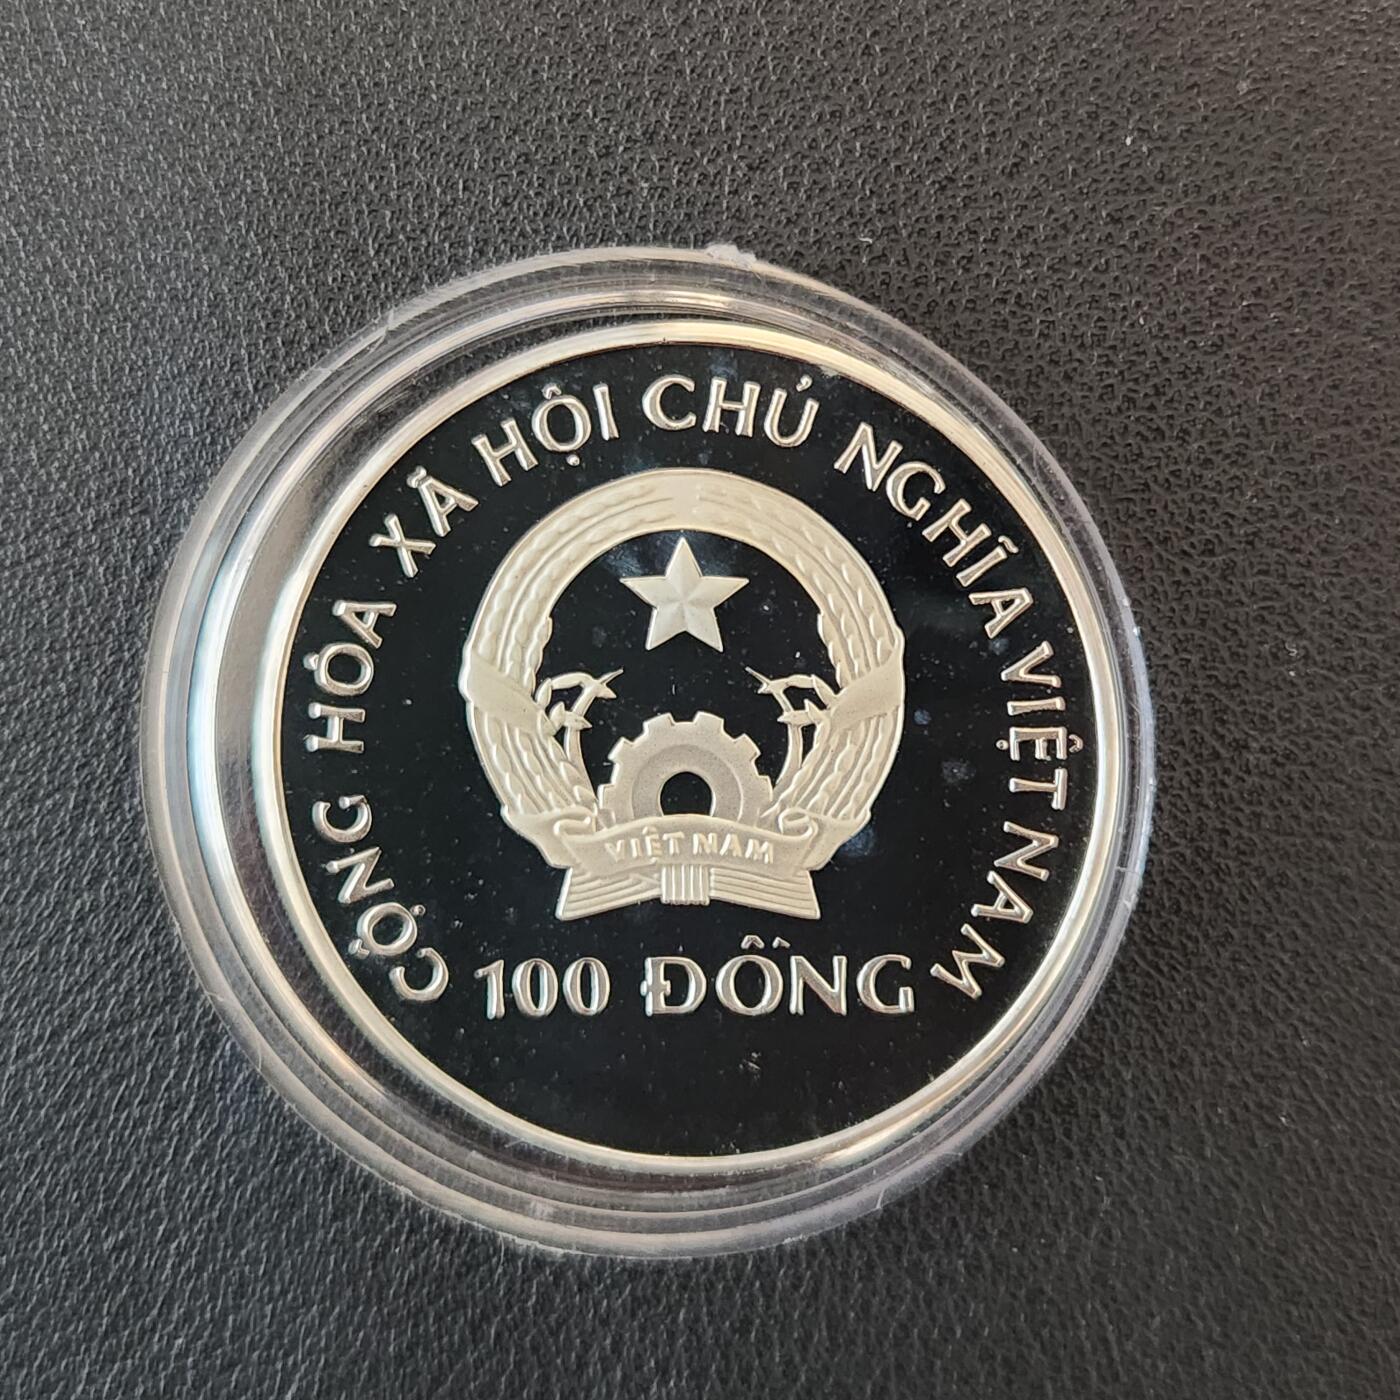 CỘNG HÒA XÃ HỘI CHỦ NGHĨA VIỆT NAM
VIỆT NAM
100 ĐỒNG